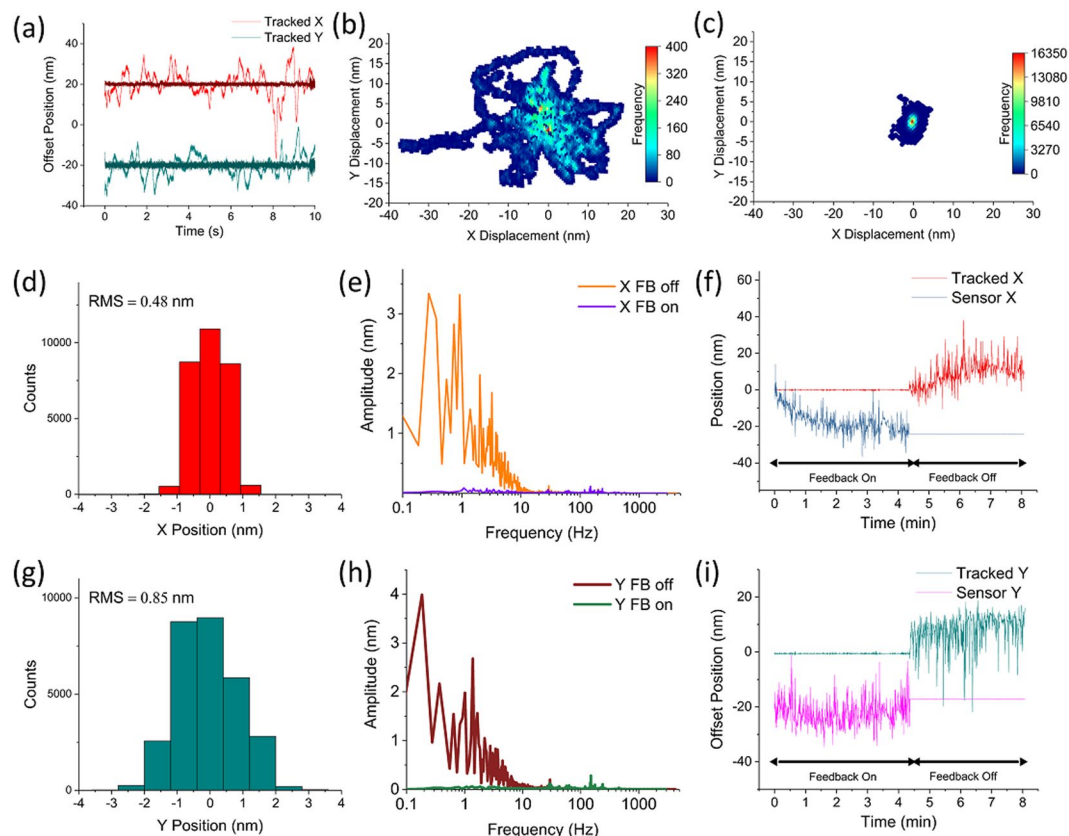 (a)
Tracked X
Tracked Y
Offset Position (nm)
40
20
0
-20
-40
0 2 4 6 8 10
Time (s)
(b)
Y Displacement (nm)
20
15
10
5
0
-5
-10
-15
-20
-40 -30 -20 -10 0 10 20 30
X Displacement (nm)
Frequency
400
320
240
160
80
0
(c)
Y Displacement (nm)
20
15
10
5
0
-5
-10
-15
-20
-40 -30 -20 -10 0 10 20 30
X Displacement (nm)
Frequency
16350
13080
9810
6540
3270
0
(d)
RMS = 0.48 nm
Counts
10000
5000
0
-4 -3 -2 -1 0 1 2 3 4
X Position (nm)
(e)
X FB off
X FB on
Amplitude (nm)
3
2
1
0.1 1 10 100 1000
Frequency (Hz)
(f)
Tracked X
Sensor X
Position (nm)
60
40
20
0
-20
-40
Feedback On
Feedback Off
0 1 2 3 4 5 6 7 8
Time (min)
(g)
RMS = 0.85 nm
Counts
10000
5000
0
-4 -3 -2 -1 0 1 2 3 4
Y Position (nm)
(h)
Y FB off
Y FB on
Amplitude (nm)
4
3
2
1
0
0.1 1 10 100 1000
Frequency (Hz)
(i)
Tracked Y
Sensor Y
Offset Position (nm)
20
0
-20
-40
Feedback On
Feedback Off
0 1 2 3 4 5 6 7 8
Time (min)